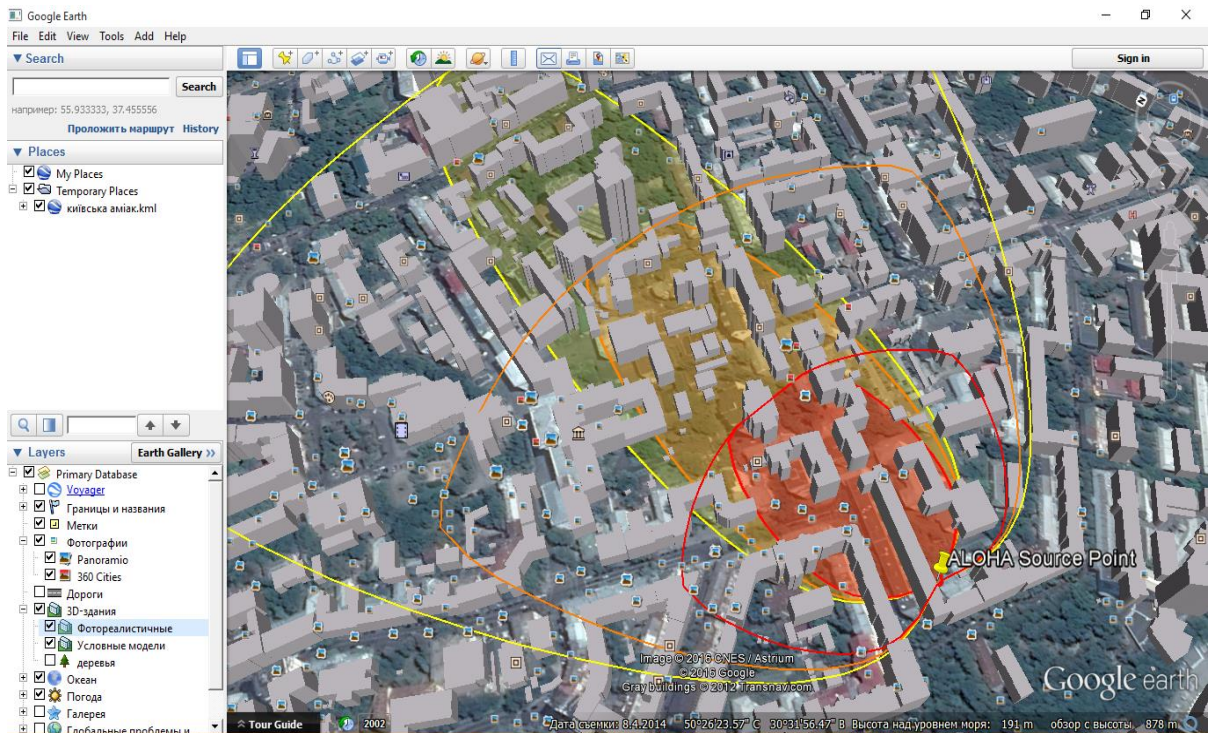 Google Earth
File Edit View Tools Add Help
Search
Search
например: 55.933333, 37.455556
Проложить маршрут History
Places
My Places
Temporary Places
київська аміак.kml
Earth Gallery >>
Layers
Primary Database
Voyager
Границы и названия
Метки
Фотографии
Panoramio
360 Cities
Дороги
3D-здания
Фотореалистичные
Условные модели
деревья
Океан
Погода
Галерея
Глобальные проблемы и
Sign in
N
H
ALOHA Source Point
Image © 2016 CNES / Astrium
© 2016 Google
Gray buildings © 2012 Transnavicom
Google earth
Tour Guide 2002 Дата съемки: 8.4.2014 50°26'23.57" С 30°31'56.47" В Высота над уровнем моря: 191 m обзор с высоты 878 m